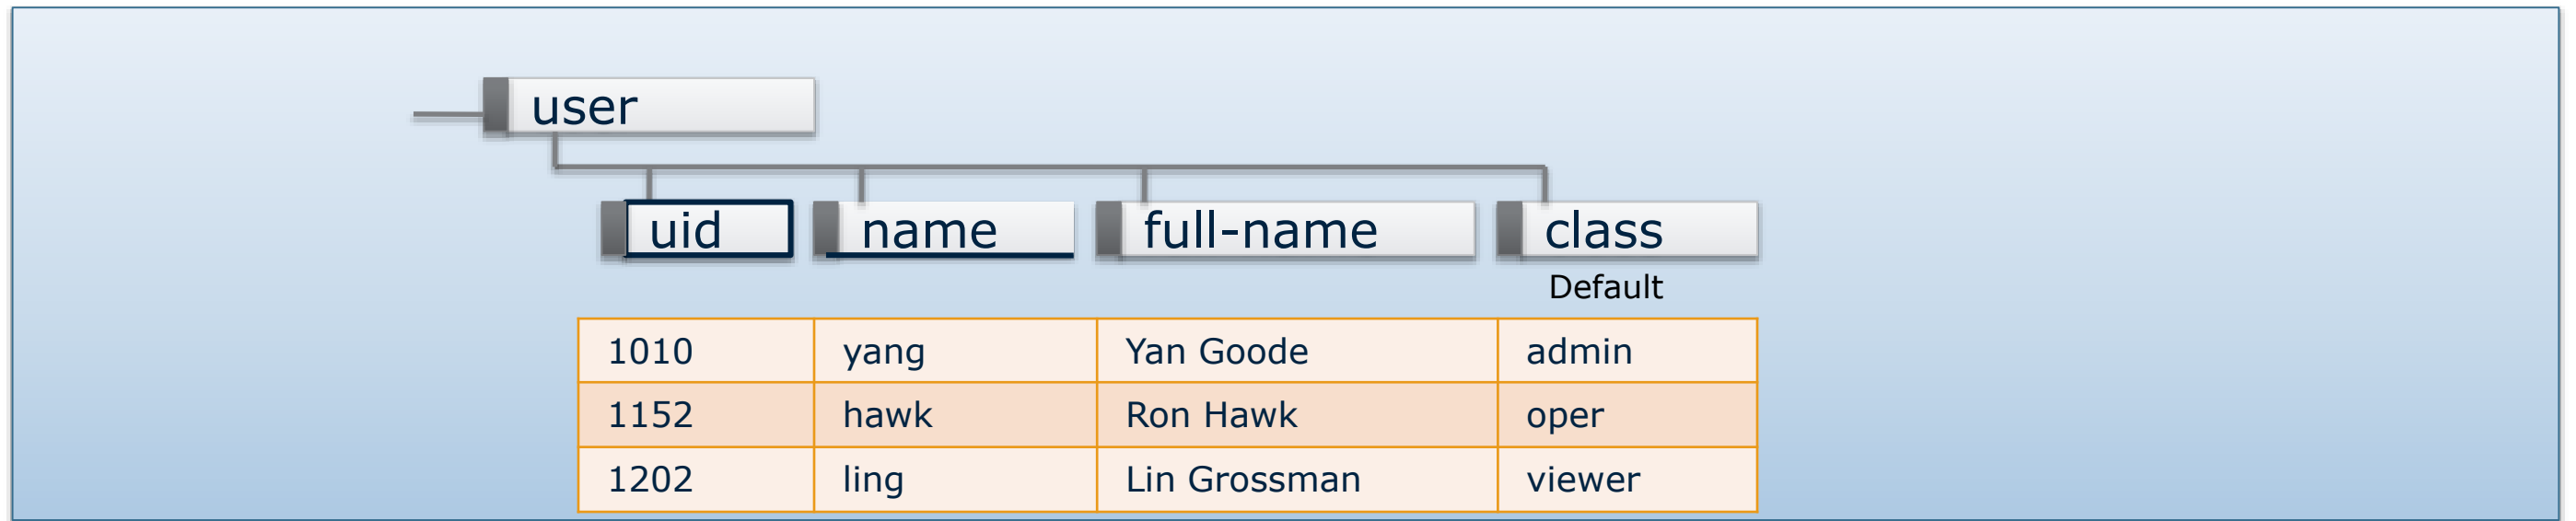 user
uid name full-name class
Default
1010 yang Yan Goode admin
1152 hawk Ron Hawk oper
1202 ling Lin Grossman viewer